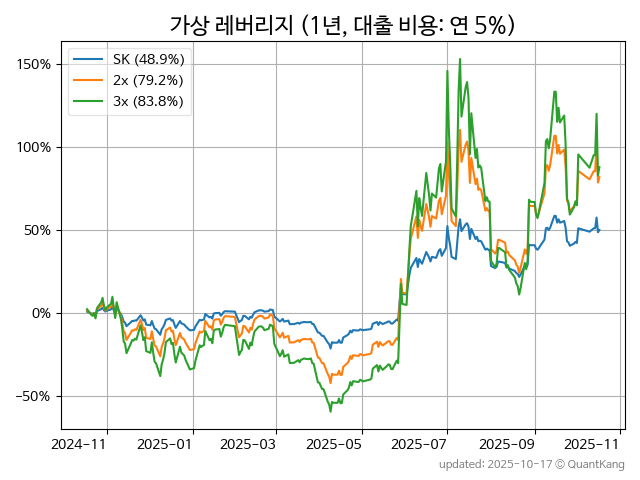 가상 레버리지 (1년, 대출 비용: 연 5%)
SK (48.9%)
2x (79.2%)
3x (83.8%)
150%
100%
50%
0%
−50%
2024-11
2025-01
2025-03
2025-05
2025-07
2025-09
2025-11
updated: 2025-10-17 © QuantKang